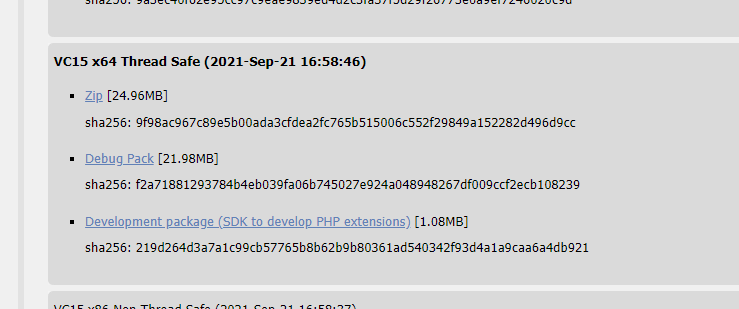 VC15 x64 Thread Safe (2021-Sep-21 16:58:46)
Zip [24.96MB]
sha256: 9f98ac967c89e5b00ada3cfdea2fc765b515006c552f29849a152282d496d9cc
Debug Pack [21.98MB]
sha256: f2a71881293784b4eb039fa06b745027e924a048948267df009ccf2ecb108239
Development package (SDK to develop PHP extensions) [1.08MB]
sha256: 219d264d3a7a1c99cb57765b8b62b9b80361ad540342f93d4a1a9caa6a4db921
VC15 x86 Non Thread Safe (2021-Sep-21 16:58:37)